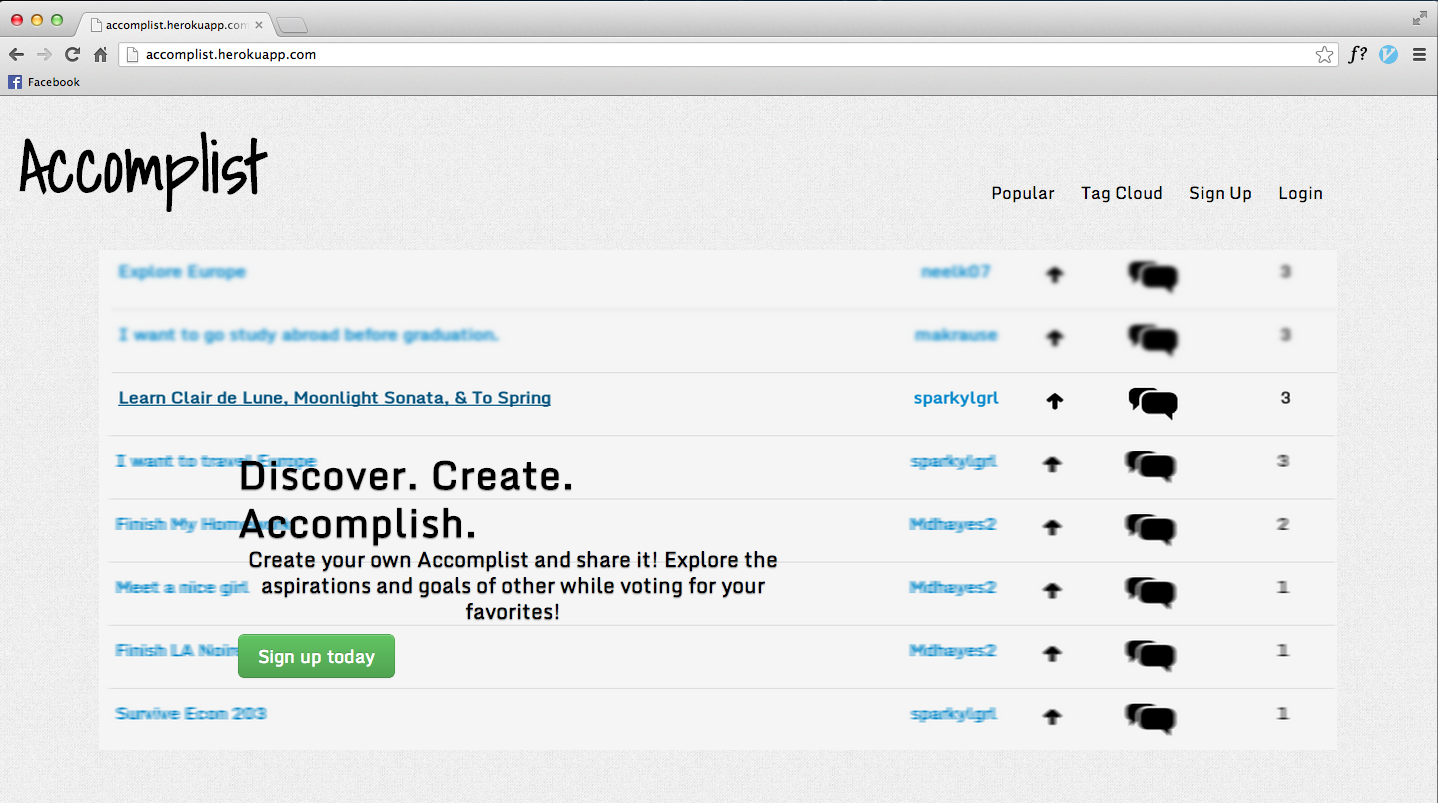 accomplist.herokuapp.com
accomplist.herokuapp.com
f?
Facebook
Accomplist
Popular Tag Cloud Sign Up Login
Explore Europe neelk07 3
I want to go study abroad before graduation. makrause 3
Learn Clair de Lune, Moonlight Sonata, & To Spring sparkylgrl 3
I want to travel Europe sparkylgrl 3
Discover. Create.
Finish My Homework Mdhayes2 2
Accomplish.
Create your own Accomplist and share it! Explore the
Meet a nice girl Mdhayes2 1
aspirations and goals of other while voting for your
favorites!
Finish LA Noire Mdhayes2 1
Sign up today
Survive Econ 203 sparkylgrl 1